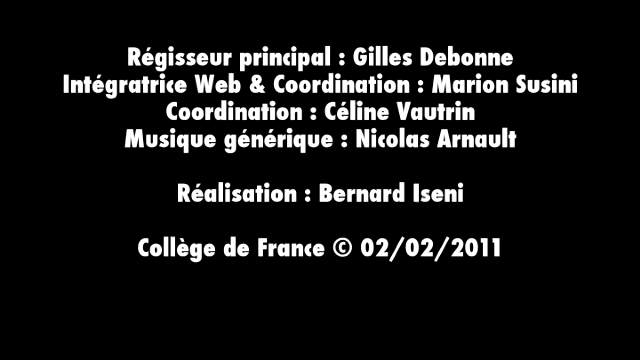 Régisseur principal : Gilles Debonne
Intégratrice Web & Coordination : Marion Susini
Coordination : Céline Vautrin
Musique générique : Nicolas Arnault
Réalisation : Bernard Iseni
Collège de France © 02/02/2011